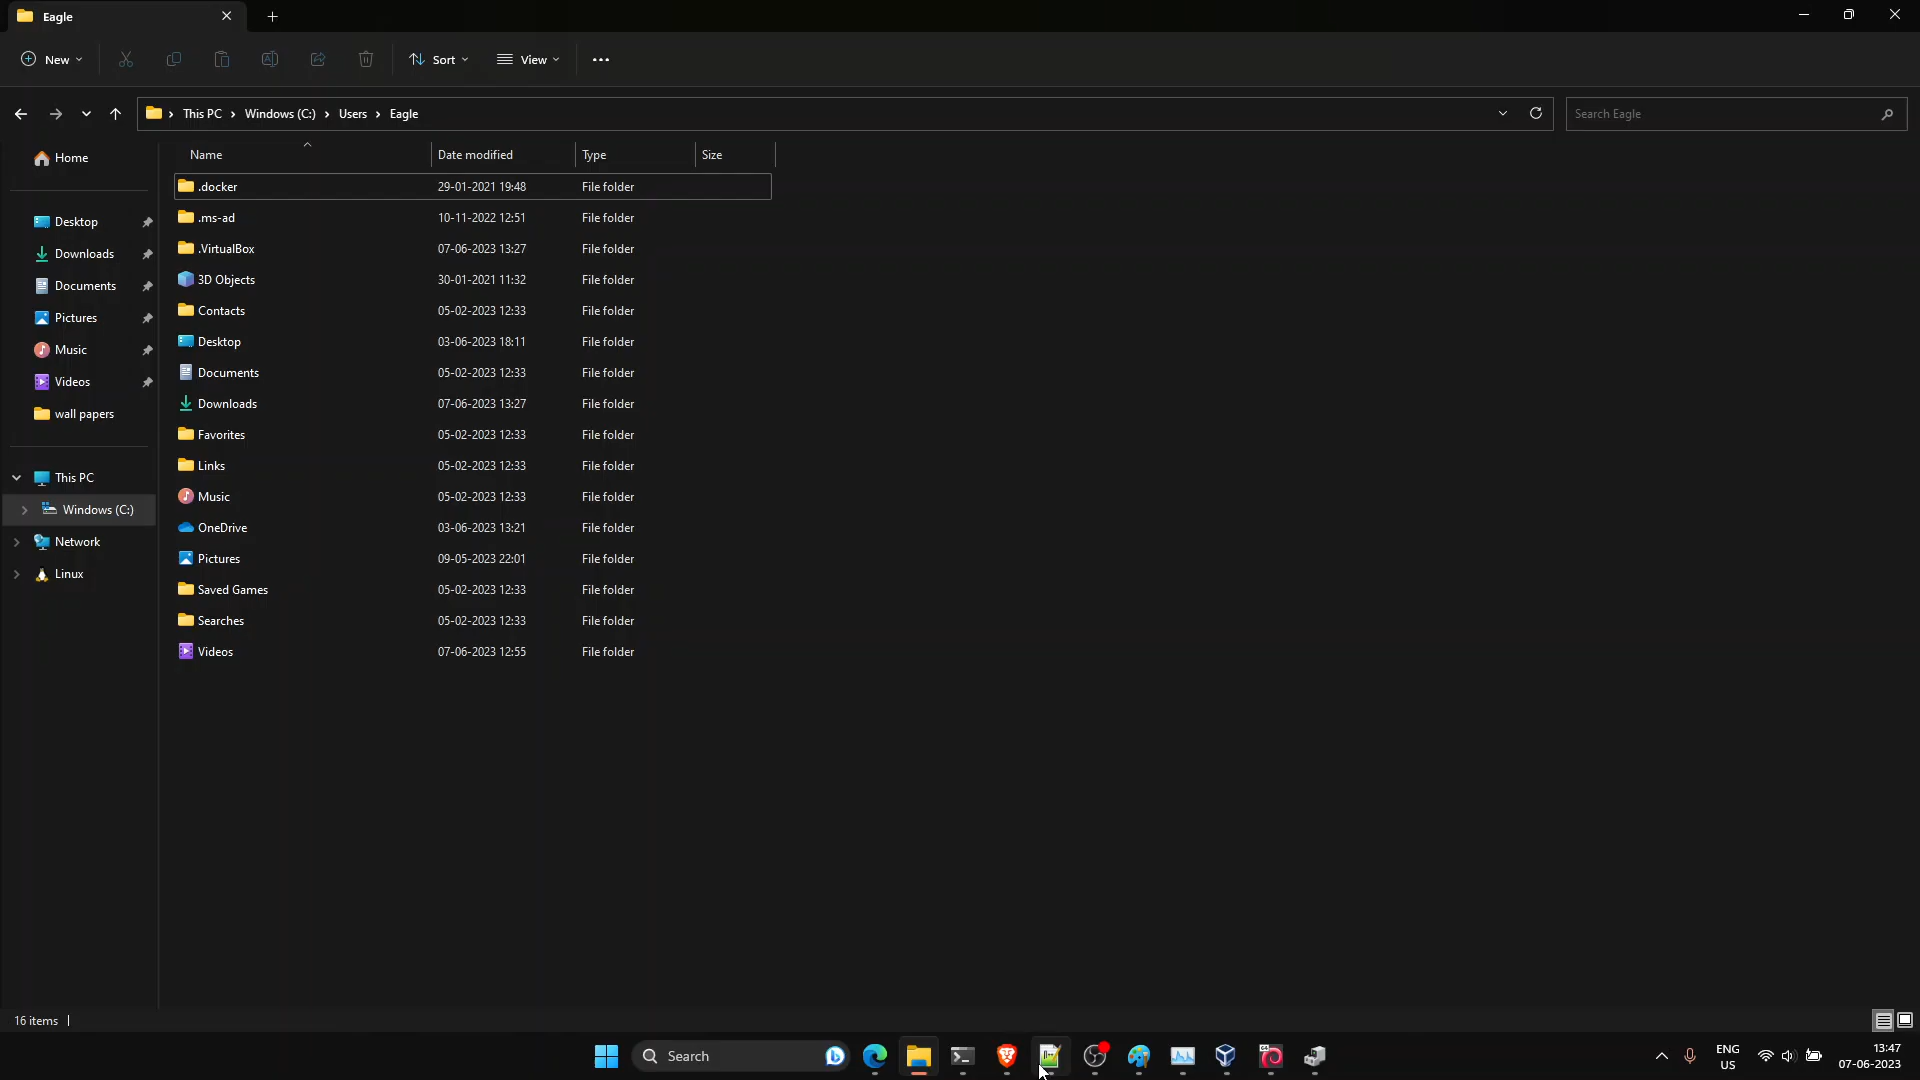 Eagle
New
Sort
View
This PC > Windows (C:) > Users > Eagle
Search Eagle
Home
Desktop
Downloads
Documents
Pictures
Music
Videos
wall papers
This PC
Windows (C:)
Network
Linux
Name Date modified Type Size
.docker 29-01-2021 19:48 File folder
.ms-ad 10-11-2022 12:51 File folder
.VirtualBox 07-06-2023 13:27 File folder
3D Objects 30-01-2021 11:32 File folder
Contacts 05-02-2023 12:33 File folder
Desktop 03-06-2023 18:11 File folder
Documents 05-02-2023 12:33 File folder
Downloads 07-06-2023 13:27 File folder
Favorites 05-02-2023 12:33 File folder
Links 05-02-2023 12:33 File folder
Music 05-02-2023 12:33 File folder
OneDrive 03-06-2023 13:21 File folder
Pictures 09-05-2023 22:01 File folder
Saved Games 05-02-2023 12:33 File folder
Searches 05-02-2023 12:33 File folder
Videos 07-06-2023 12:55 File folder
16 items
Search
ENG
US
13:47
07-06-2023